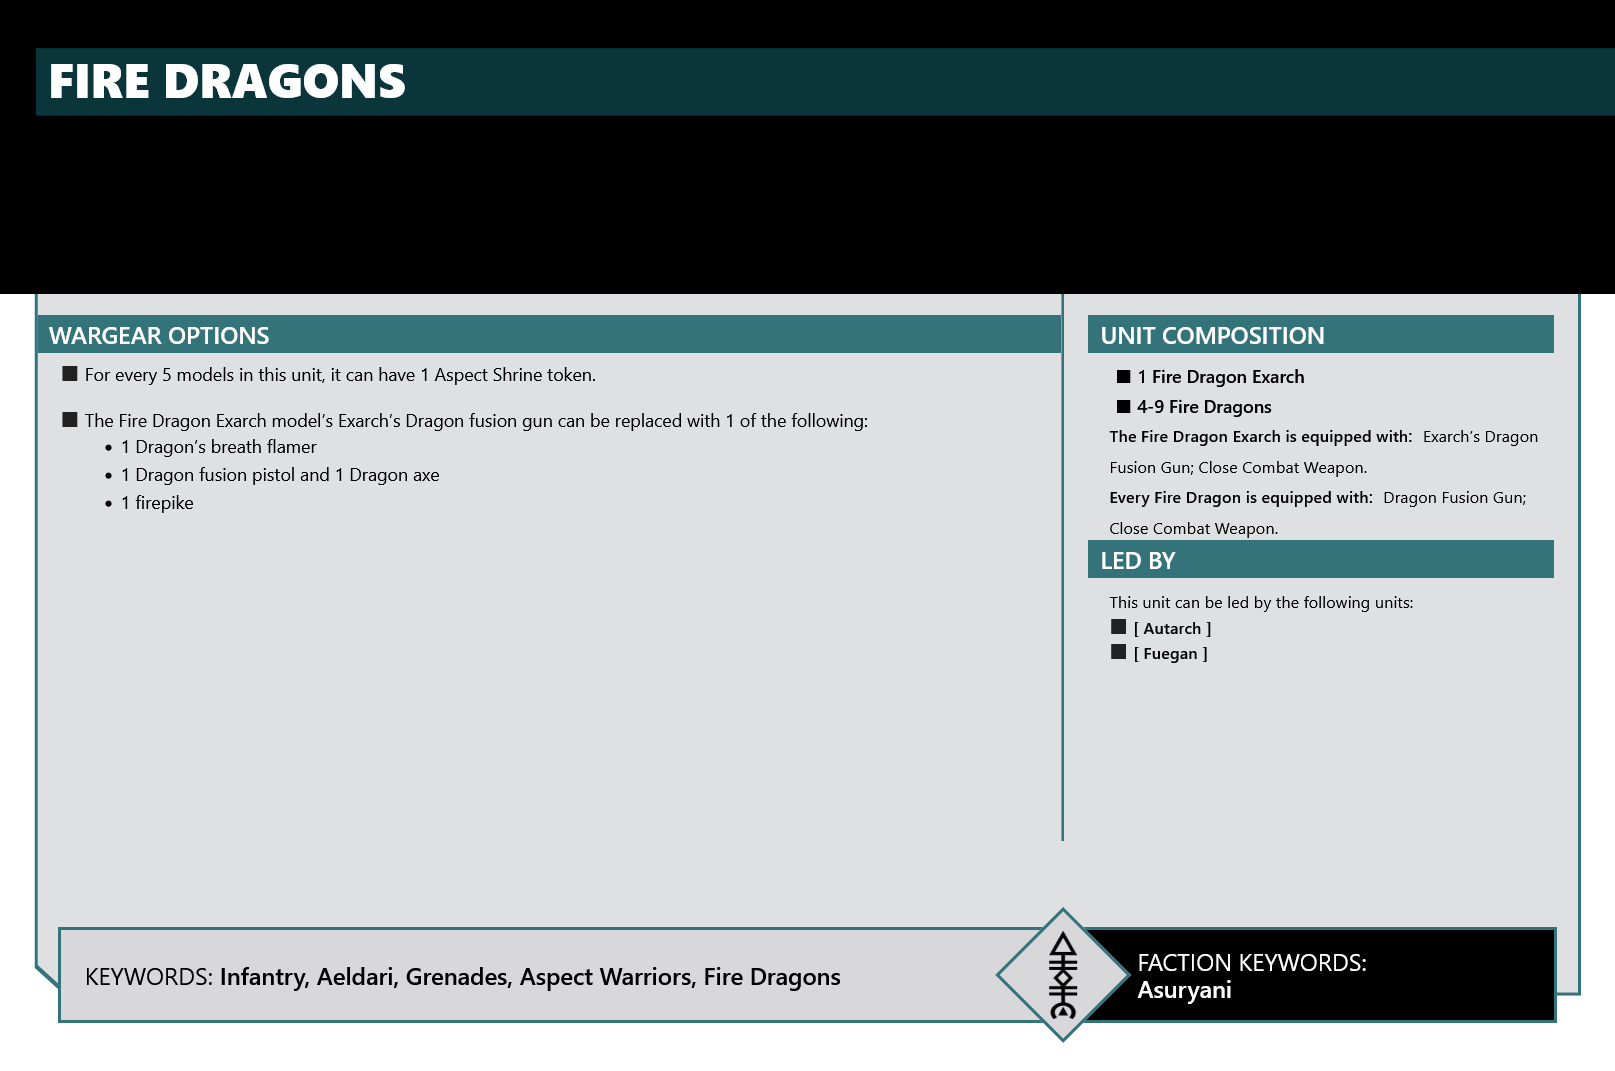 FIRE DRAGONS
WARGEAR OPTIONS
■ For every 5 models in this unit, it can have 1 Aspect Shrine token.
■ The Fire Dragon Exarch model’s Exarch’s Dragon fusion gun can be replaced with 1 of the following:
• 1 Dragon’s breath flamer
• 1 Dragon fusion pistol and 1 Dragon axe
• 1 firepike
UNIT COMPOSITION
■ 1 Fire Dragon Exarch
■ 4-9 Fire Dragons
The Fire Dragon Exarch is equipped with: Exarch’s Dragon
Fusion Gun; Close Combat Weapon.
Every Fire Dragon is equipped with: Dragon Fusion Gun;
Close Combat Weapon.
LED BY
This unit can be led by the following units:
■ [ Autarch ]
■ [ Fuegan ]
KEYWORDS: Infantry, Aeldari, Grenades, Aspect Warriors, Fire Dragons
FACTION KEYWORDS:
Asuryani